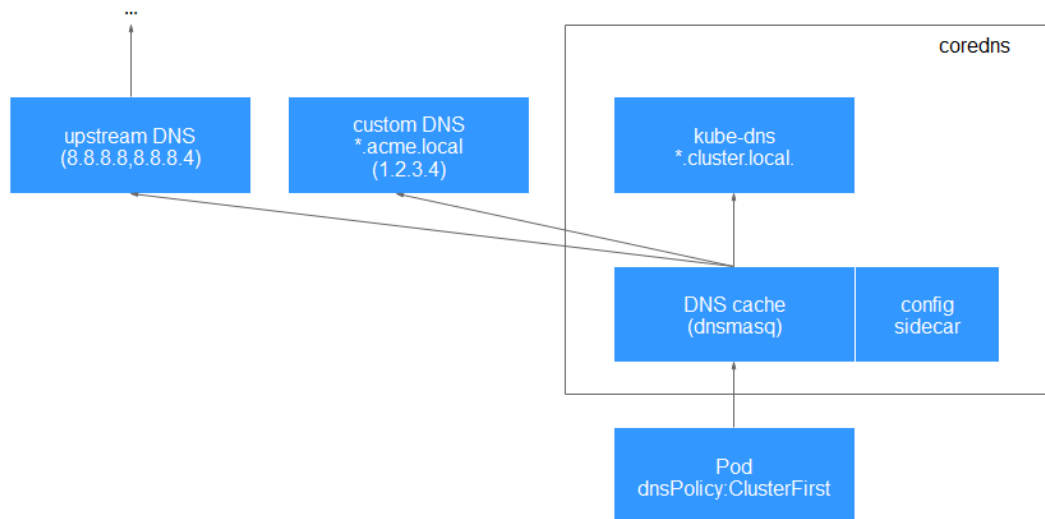 ...
coredns
upstream DNS
(8.8.8.8,8.8.8.4)
custom DNS
*.acme.local
(1.2.3.4)
kube-dns
*.cluster.local.
DNS cache
(dnsmasq)
config
sidecar
Pod
dnsPolicy:ClusterFirst